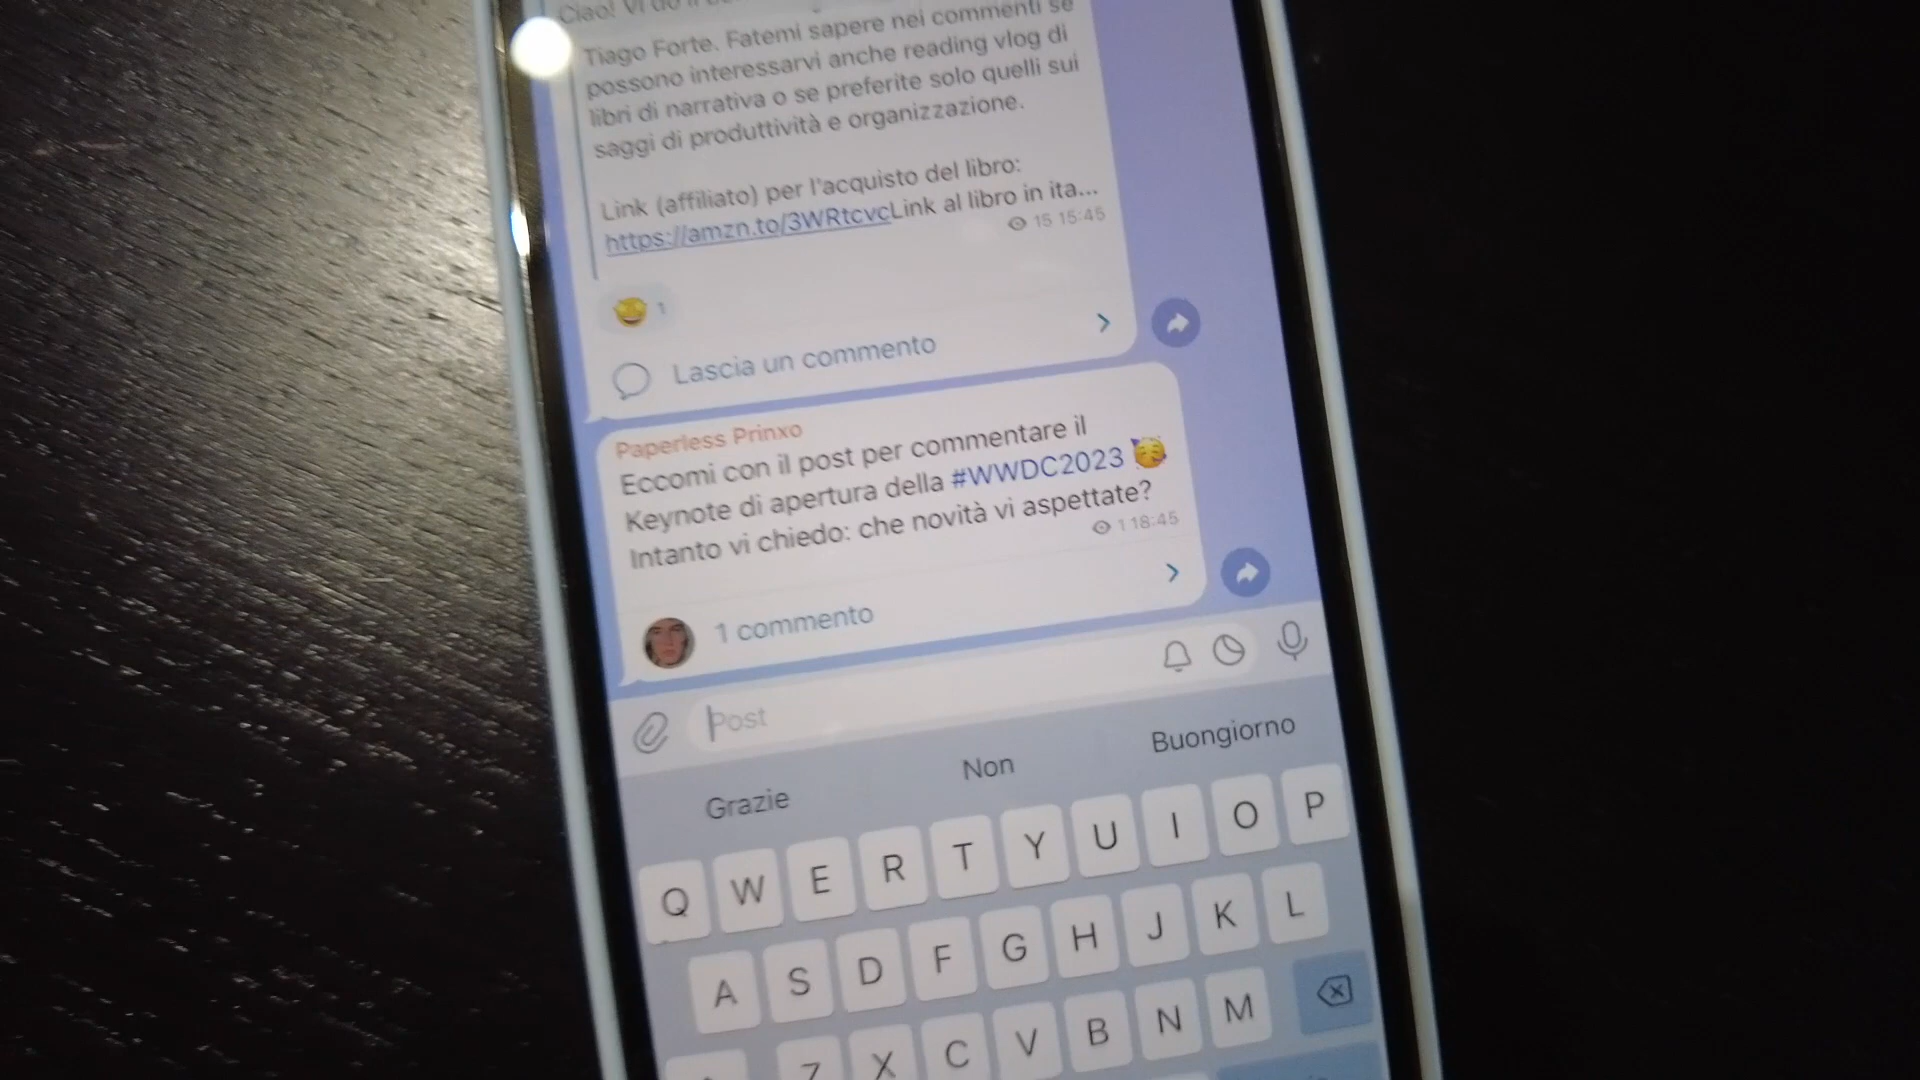 Ciao! Vi do il
Tiago Forte. Fatemi sapere nei commenti se
possono interessarvi anche reading vlog di
libri di narrativa o se preferite solo quelli sui
saggi di produttività e organizzazione.
Link (affiliato) per l'acquisto del libro:
https://amzn.to/3WRtcvcLink al libro in ita...
15 15:45
1
Lascia un commento
Paperless Prinxo
Eccomi con il post per commentare il
Keynote di apertura della #WWDC2023 🥳
Intanto vi chiedo: che novità vi aspettate?
1 18:45
1 commento
Post
Grazie Non Buongiorno
Q W E R T Y U I O P
A S D F G H J K L
Z X C V B N M